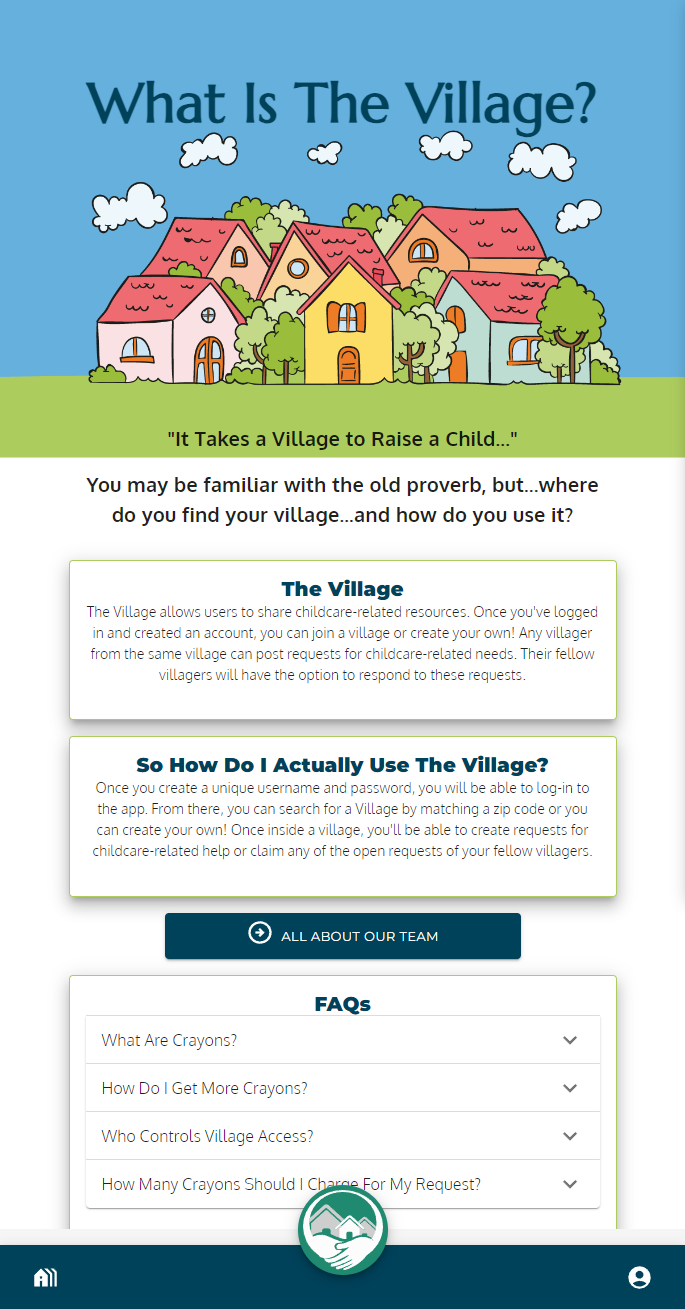 What Is The Village?
"It Takes a Village to Raise a Child..."
You may be familiar with the old proverb, but...where
do you find your village...and how do you use it?
The Village
The Village allows users to share childcare-related resources. Once you've logged
in and created an account, you can join a village or create your own! Any villager
from the same village can post requests for childcare-related needs. Their fellow
villagers will have the option to respond to these requests.
So How Do I Actually Use The Village?
Once you create a unique username and password, you will be able to log-in to
the app. From there, you can search for a Village by matching a zip code or you
can create your own! Once inside a village, you'll be able to create requests for
childcare-related help or claim any of the open requests of your fellow villagers.
ALL ABOUT OUR TEAM
FAQs
What Are Crayons?
How Do I Get More Crayons?
Who Controls Village Access?
How Many Crayons Should I Charge For My Request?